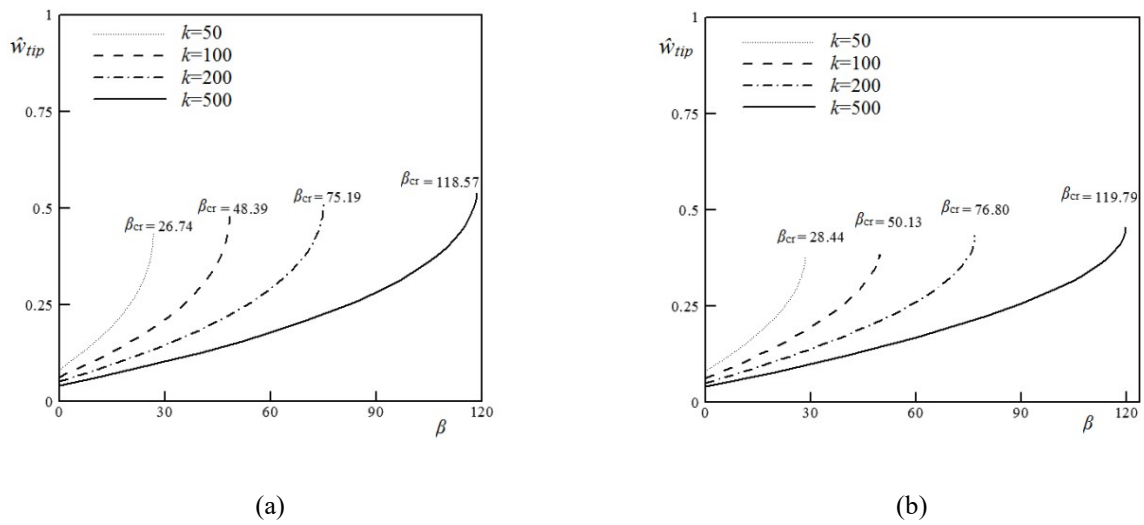 1
ŵtip
k=50
k=100
k=200
k=500
0.75
βcr = 118.57
0.5
βcr = 48.39
βcr = 75.19
βcr = 26.74
0.25
0
0 30 60 90 120
β
(a)
1
ŵtip
k=50
k=100
k=200
k=500
0.75
βcr = 119.79
0.5
βcr = 50.13
βcr = 76.80
βcr = 28.44
0.25
0
0 30 60 90 120
β
(b)